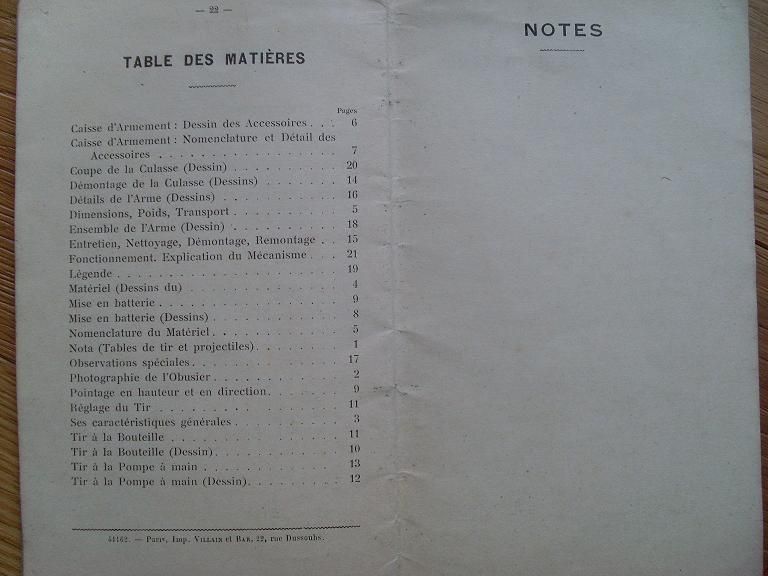 — 22 —
TABLE DES MATIÈRES
Pages
Caisse d'Armement : Dessin des Accessoires . . . 6
Caisse d'Armement : Nomenclature et Détail des
Accessoires . . . . . . . . . . . . . . . . 7
Coupe de la Culasse (Dessin) . . . . . . . . 20
Démontage de la Culasse (Dessins) . . . . . . . 14
Détails de l'Arme (Dessins) . . . . . . . . . 16
Dimensions, Poids, Transport . . . . . . . . 5
Ensemble de l'Arme (Dessin) . . . . . . . . 18
Entretien, Nettoyage, Démontage, Remontage . . 15
Fonctionnement. Explication du Mécanisme . . . 21
Légende . . . . . . . . . . . . . . . . . 19
Matériel (Dessins du) . . . . . . . . . . . . 4
Mise en batterie . . . . . . . . . . . . . . 9
Mise en batterie (Dessins) . . . . . . . . . . 8
Nomenclature du Matériel . . . . . . . . . . 5
Nota (Tables de tir et projectiles) . . . . . . . 1
Observations spéciales . . . . . . . . . . . 17
Photographie de l'Obusier . . . . . . . . . . 2
Pointage en hauteur et en direction . . . . . . 9
Réglage du Tir . . . . . . . . . . . . . . 11
Ses caractéristiques générales . . . . . . . . 3
Tir à la Bouteille . . . . . . . . . . . . . 11
Tir à la Bouteille (Dessin) . . . . . . . . . . 10
Tir à la Pompe à main . . . . . . . . . . . 13
Tir à la Pompe à main (Dessin) . . . . . . . . 12
41162. — Paris, Imp. VILLAIN et BAR, 22, rue Dussoubs.
NOTES